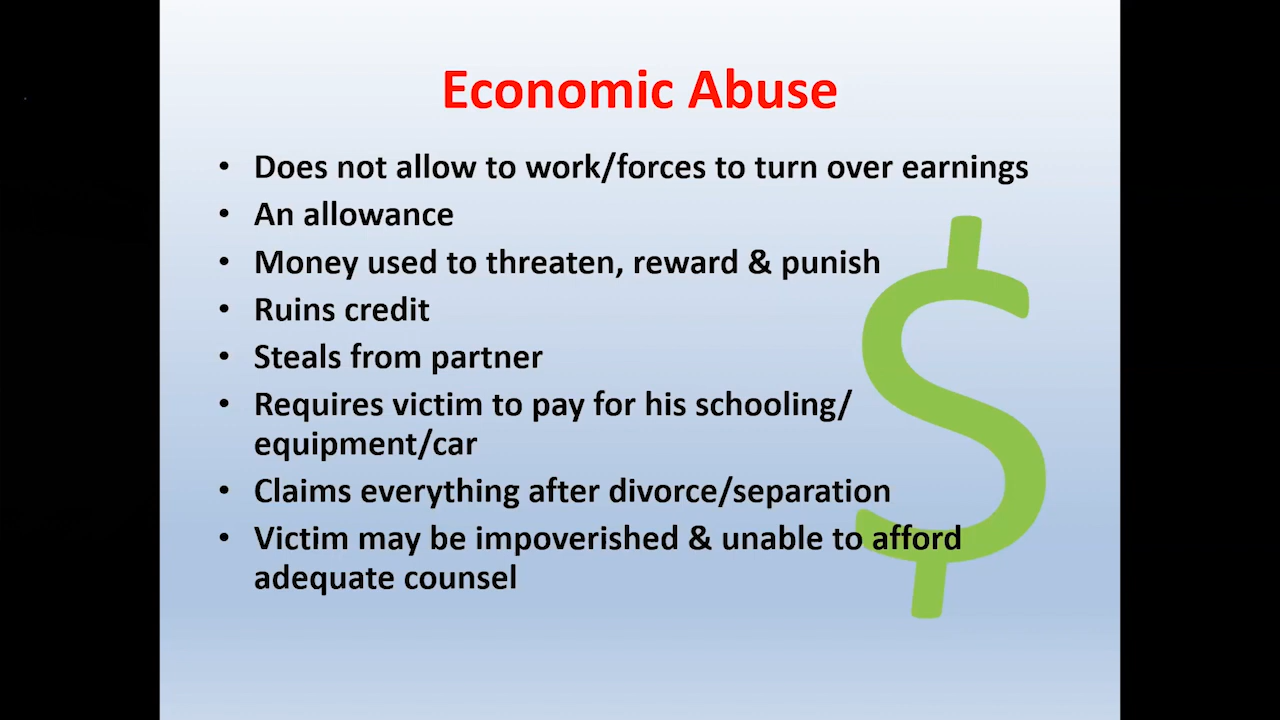 Economic Abuse
• Does not allow to work/forces to turn over earnings
• An allowance
• Money used to threaten, reward & punish
• Ruins credit
• Steals from partner
• Requires victim to pay for his schooling/
equipment/car
• Claims everything after divorce/separation
• Victim may be impoverished & unable to afford
adequate counsel
$